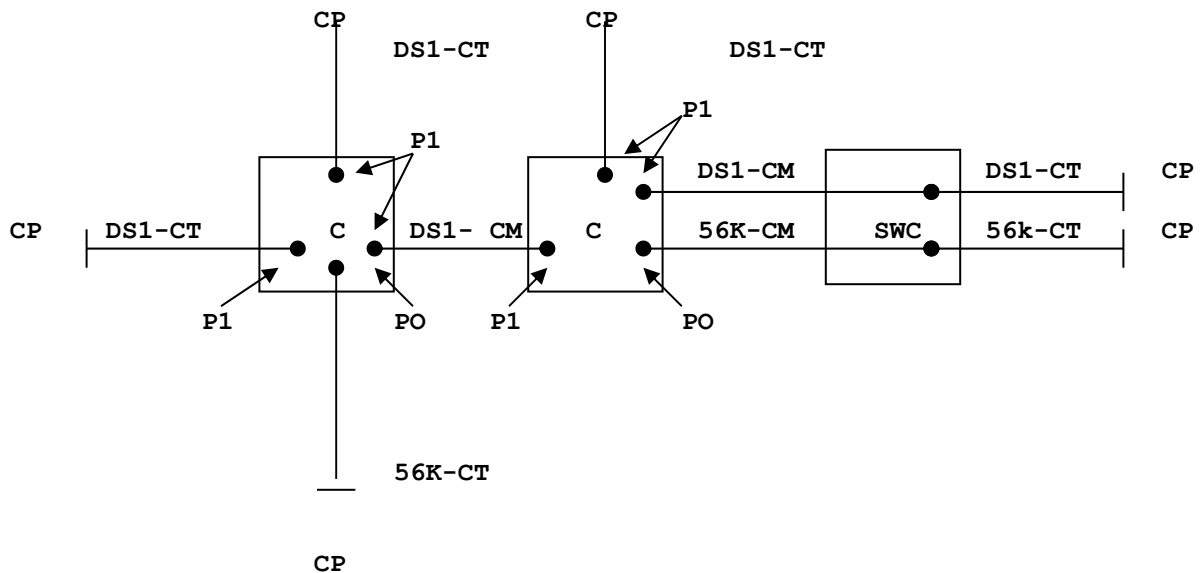 CP CP
DS1-CT DS1-CT
P1
P1
DS1-CM DS1-CT CP
CP DS1-CT C DS1- CM C 56K-CM SWC 56k-CT CP
P1 PO P1 PO
56K-CT
CP